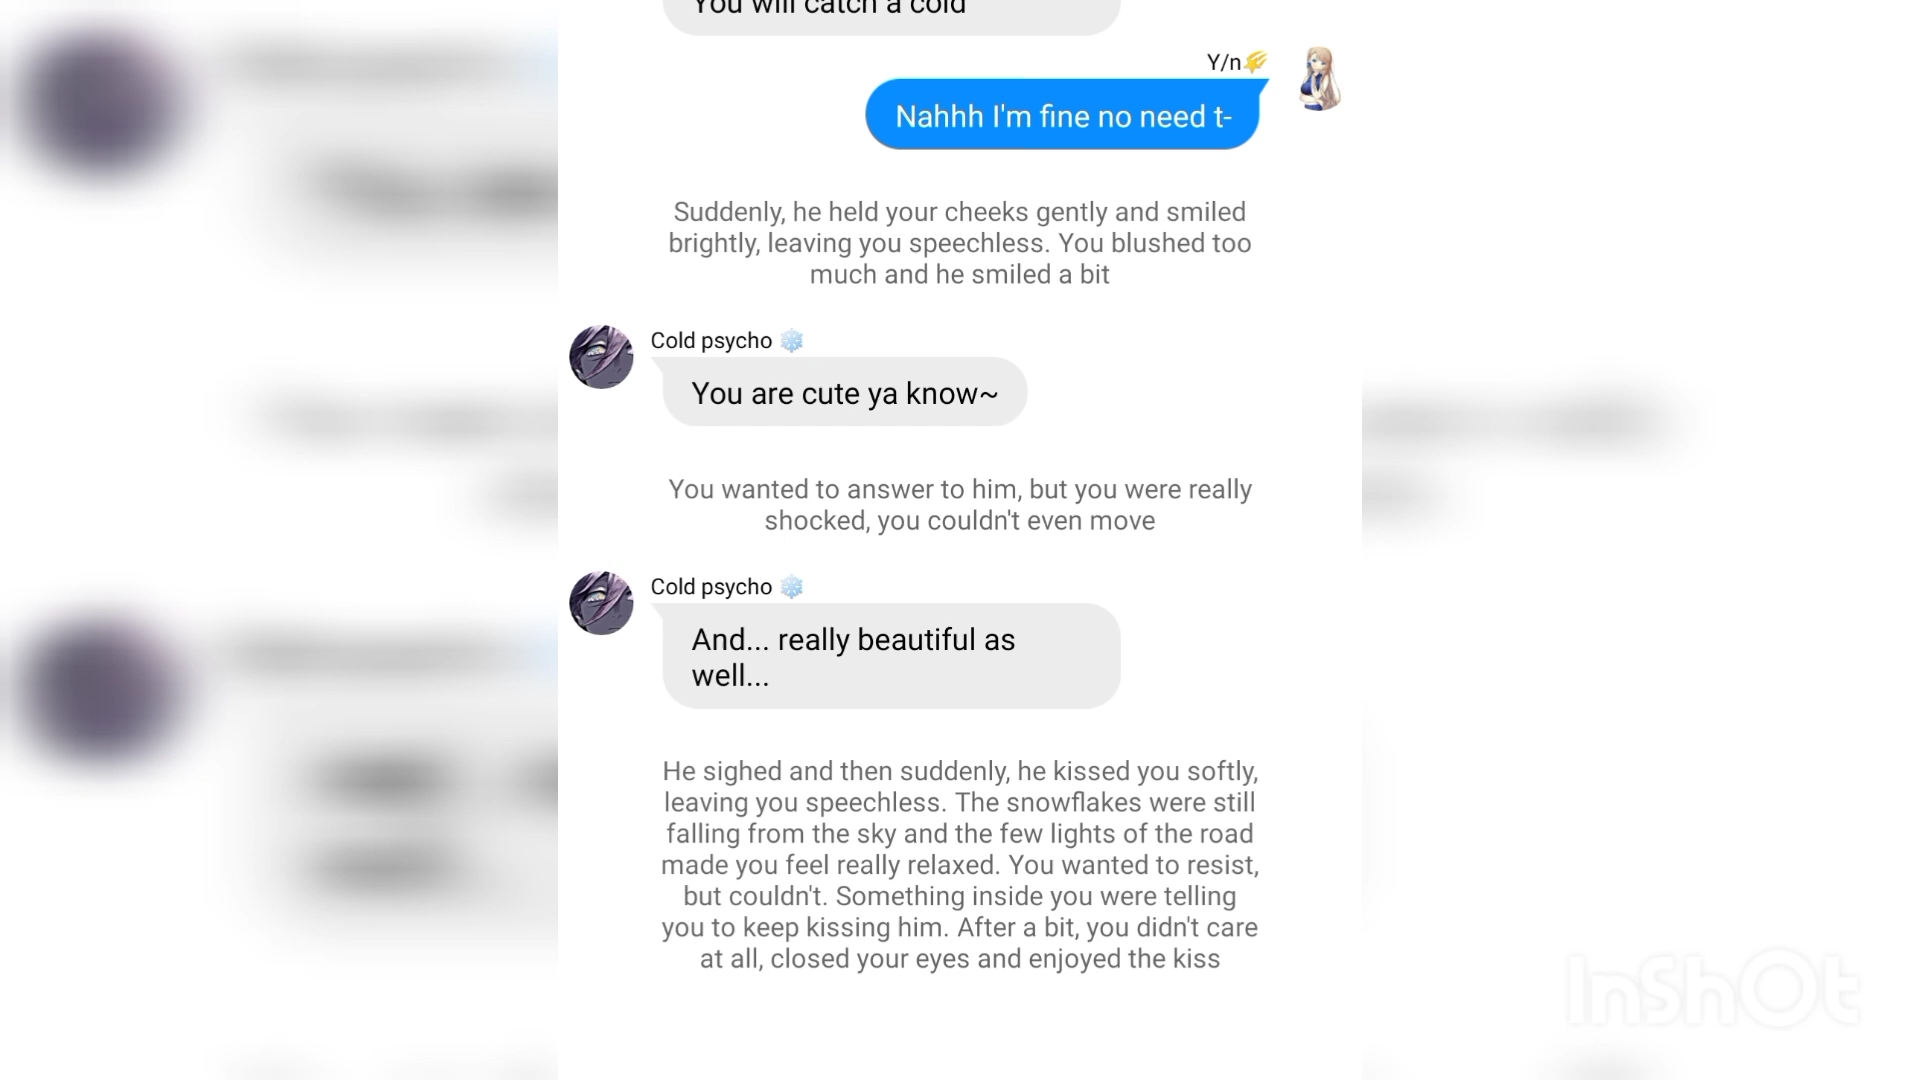 You will catch a cold
Y/n
Nahhh I'm fine no need t-
Suddenly, he held your cheeks gently and smiled
brightly, leaving you speechless. You blushed too
much and he smiled a bit
Cold psycho
You are cute ya know~
You wanted to answer to him, but you were really
shocked, you couldn't even move
Cold psycho
And... really beautiful as
well...
He sighed and then suddenly, he kissed you softly,
leaving you speechless. The snowflakes were still
falling from the sky and the few lights of the road
made you feel really relaxed. You wanted to resist,
but couldn't. Something inside you were telling
you to keep kissing him. After a bit, you didn't care
at all, closed your eyes and enjoyed the kiss
InShOt